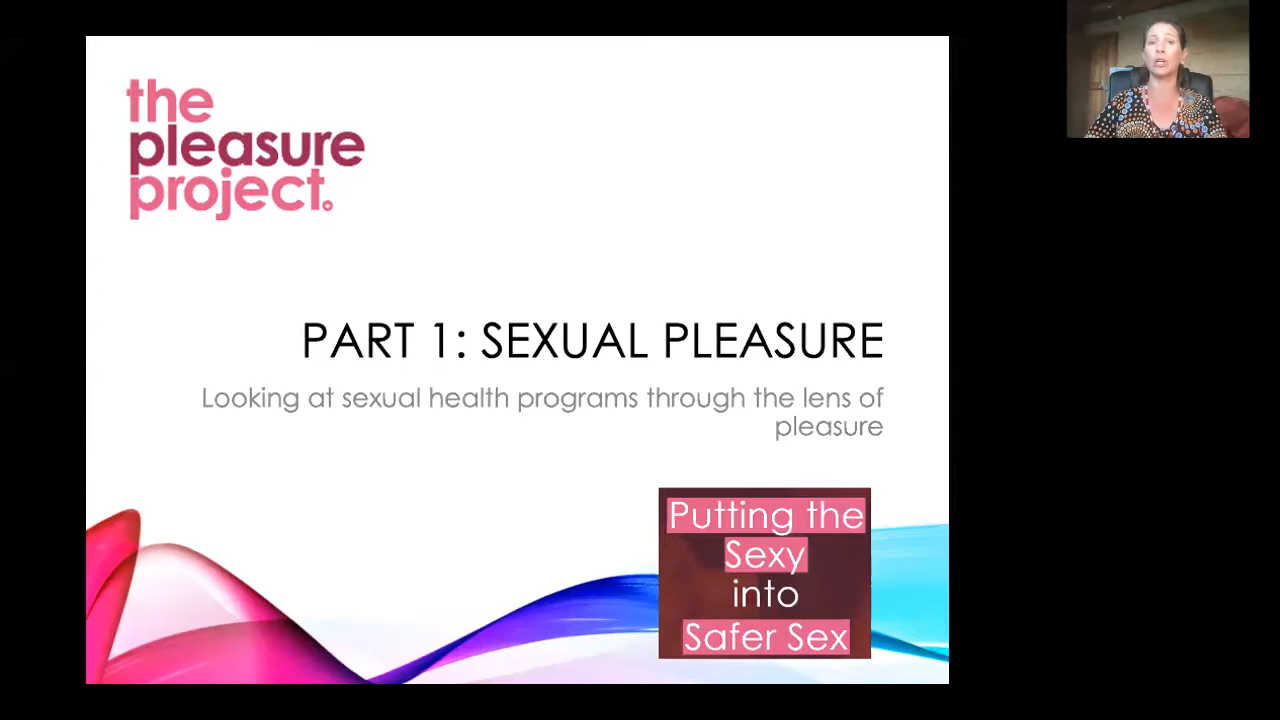 the
pleasure
project.
PART 1: SEXUAL PLEASURE
Looking at sexual health programs through the lens of
pleasure
Putting the
Sexy
into
Safer Sex